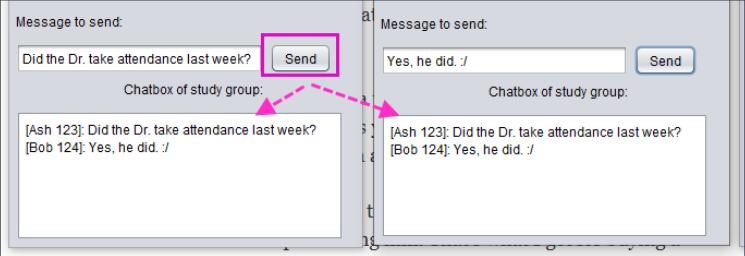 Message to send:
Did the Dr. take attendance last week?
Send
Chatbox of study group:
[Ash 123]: Did the Dr. take attendance last week?
[Bob 124]: Yes, he did. :/
Message to send:
Yes, he did. :/
Send
Chatbox of study group:
[Ash 123]: Did the Dr. take attendance last week?
[Bob 124]: Yes, he did. :/